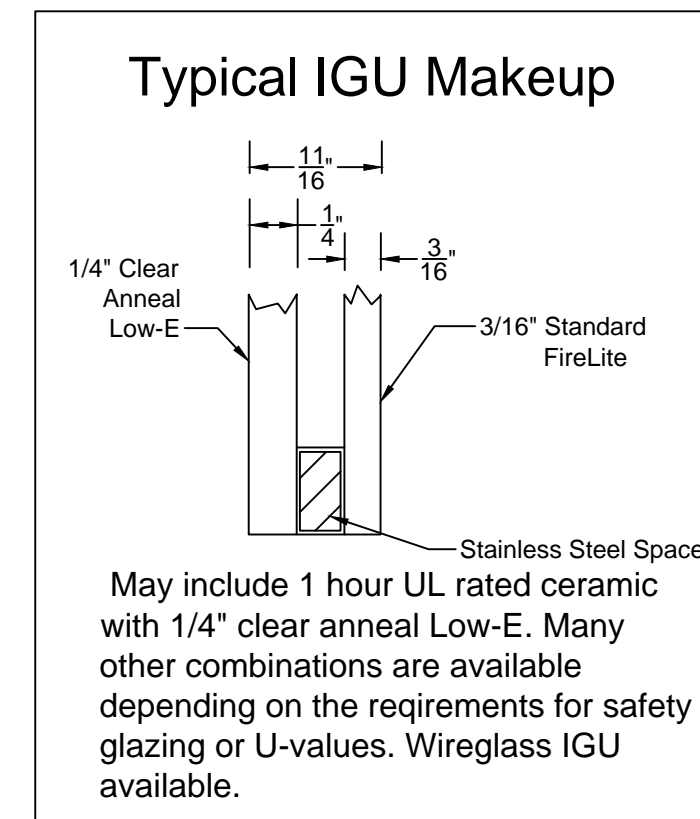 Typical IGU Makeup
11/16"
1/4"
3/16"
1/4" Clear
Anneal
Low-E
3/16" Standard
FireLite
Stainless Steel Space
May include 1 hour UL rated ceramic
with 1/4" clear anneal Low-E. Many
other combinations are available
depending on the reqirements for safety
glazing or U-values. Wireglass IGU
available.